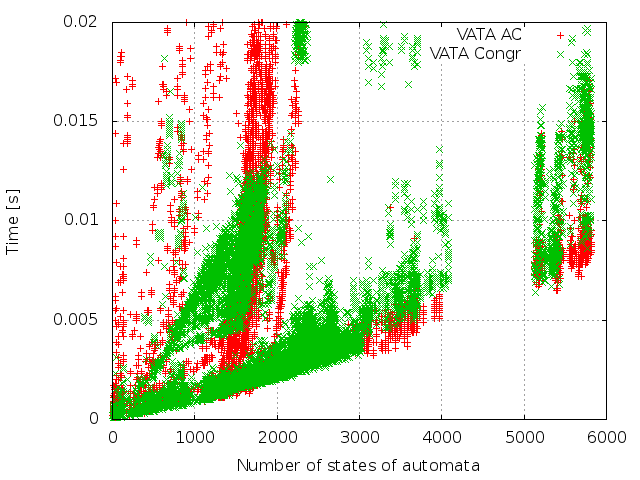 0.02
0.015
0.01
0.005
0
Time [s]
VATA AC
VATA Congr
0 1000 2000 3000 4000 5000 6000
Number of states of automata